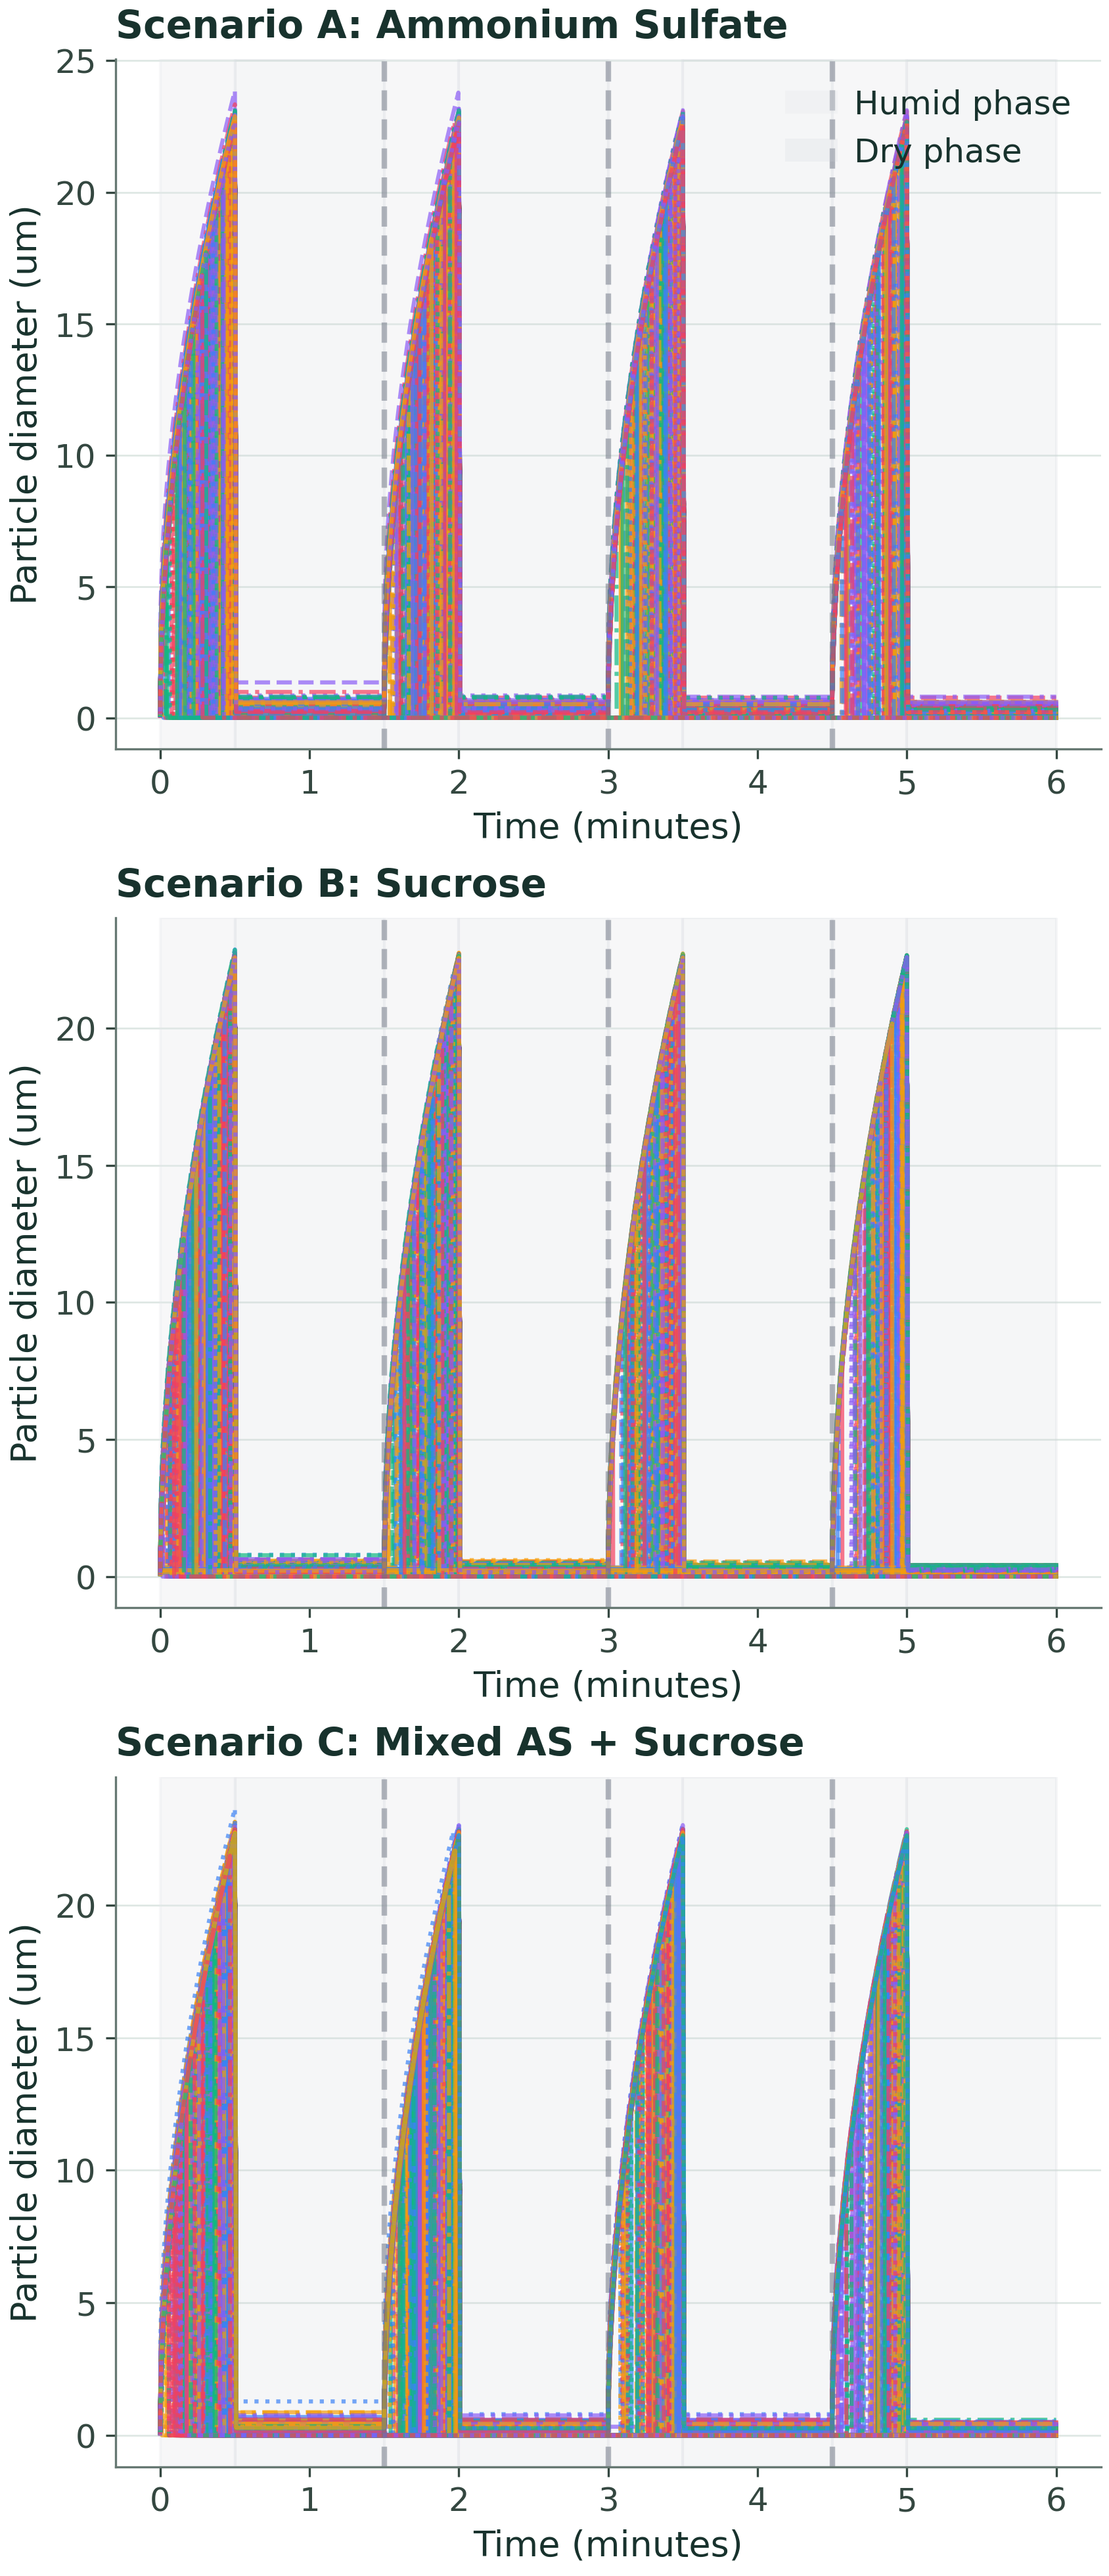 Scenario A: Ammonium Sulfate
25
20
15
10
5
0
Particle diameter (um)
Humid phase
Dry phase
0 1 2 3 4 5 6
Time (minutes)
Scenario B: Sucrose
20
15
10
5
0
Particle diameter (um)
0 1 2 3 4 5 6
Time (minutes)
Scenario C: Mixed AS + Sucrose
20
15
10
5
0
Particle diameter (um)
0 1 2 3 4 5 6
Time (minutes)